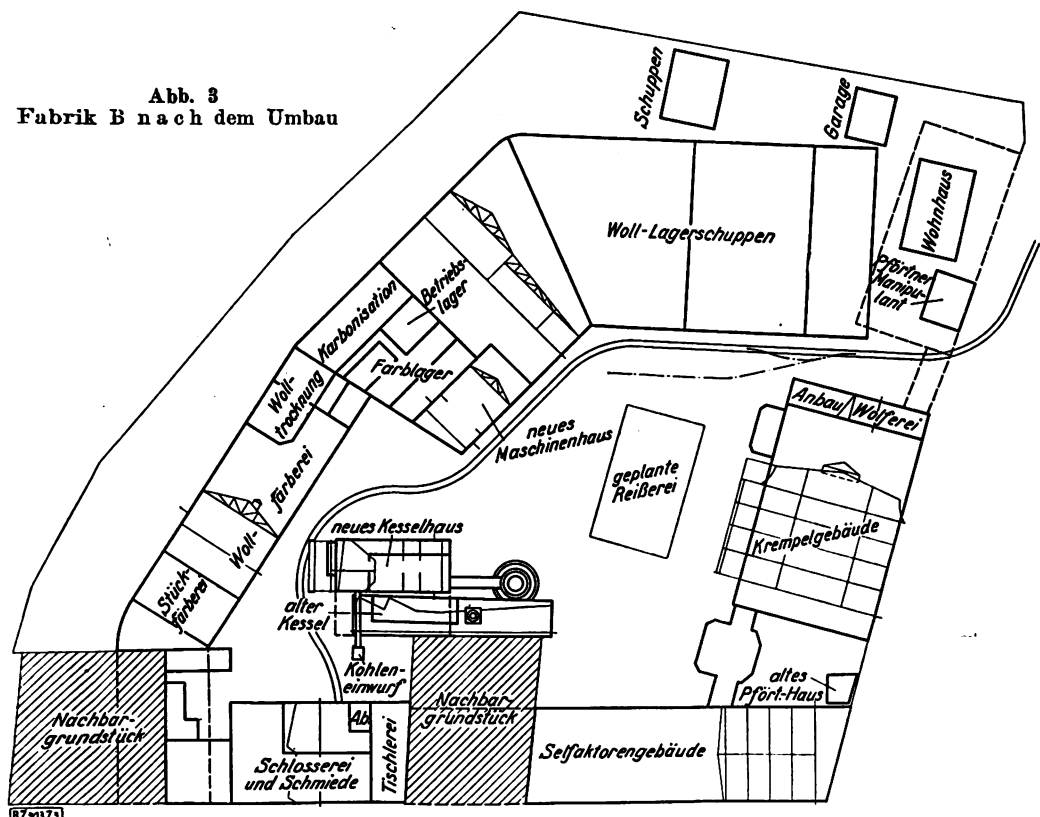 Abb. 3
Fabrik B nach dem Umbau
Schuppen
Garage
Wohnhaus
Pförtner
Manipu-
lant
Woll-Lagerschuppen
Betriebs-
lager
Karbonisation
Farblager
Woll-
trocknung
neues
Maschinenhaus
Anbau
Wolferei
geplante
Reißerei
Krempelgebäude
färberei
Woll-
Stück-
färberei
neues Kesselhaus
alter
Kessel
Kohlen-
einwurf
altes
Pfört-Haus
Nachbar-
grundstück
Nachbar-
grundstück
Ab.
Tischlerei
Schlosserei
und Schmiede
Selfaktorengebäude